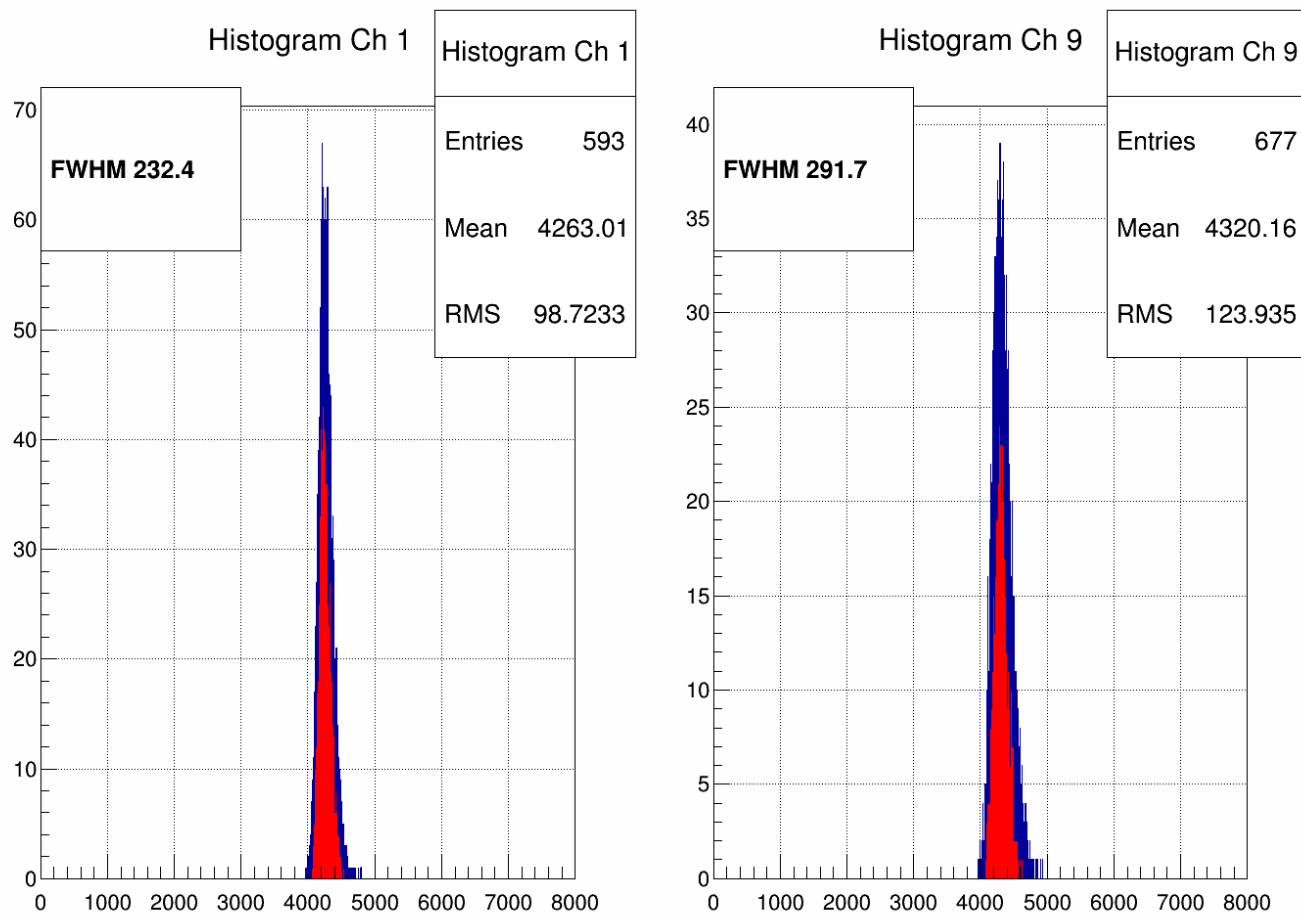 Histogram Ch 1
Histogram Ch 1
Entries 593
Mean 4263.01
RMS 98.7233
FWHM 232.4
70
60
50
40
30
20
10
0
0 1000 2000 3000 4000 5000 6000 7000 8000
Histogram Ch 9
Histogram Ch 9
Entries 677
Mean 4320.16
RMS 123.935
FWHM 291.7
40
35
30
25
20
15
10
5
0
0 1000 2000 3000 4000 5000 6000 7000 8000